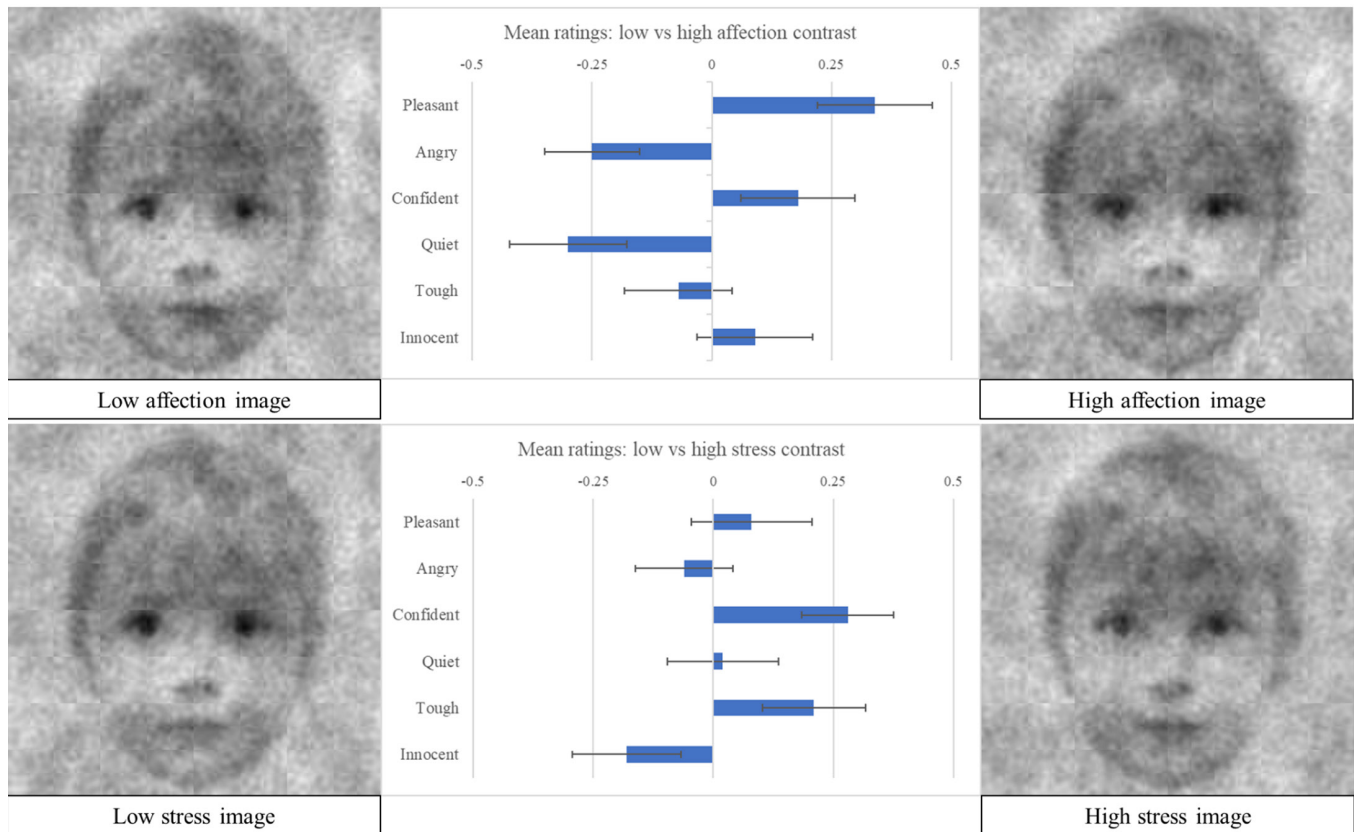 Mean ratings: low vs high affection contrast
-0.5 -0.25 0 0.25 0.5
Pleasant
Angry
Confident
Quiet
Tough
Innocent
Low affection image
High affection image
Mean ratings: low vs high stress contrast
-0.5 -0.25 0 0.25 0.5
Pleasant
Angry
Confident
Quiet
Tough
Innocent
Low stress image
High stress image